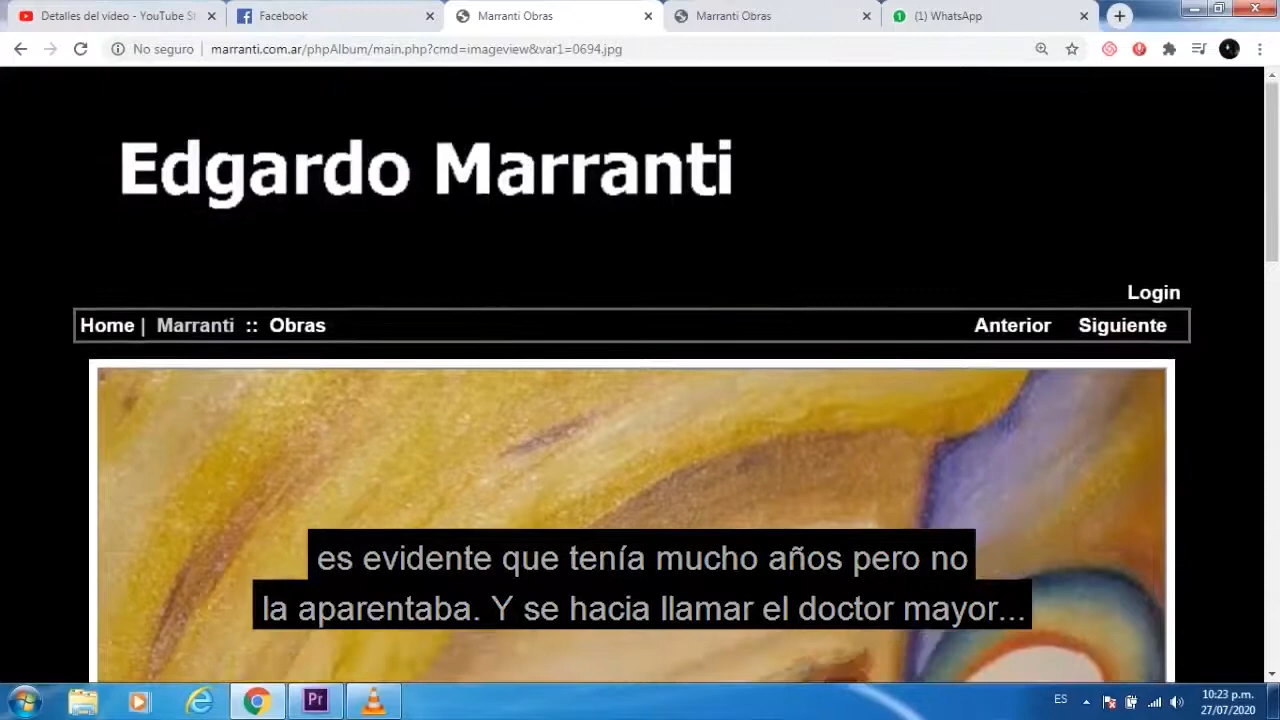 Detalles del vídeo - YouTube St
Facebook
Marranti Obras
Marranti Obras
(1) WhatsApp
No seguro | marranti.com.ar/phpAlbum/main.php?cmd=imageview&var1=0694.jpg
Edgardo Marranti
Login
Home | Marranti :: Obras Anterior Siguiente
es evidente que tenía mucho años pero no
la aparentaba. Y se hacia llamar el doctor mayor...
Pr
ES
10:23 p.m.
27/07/2020